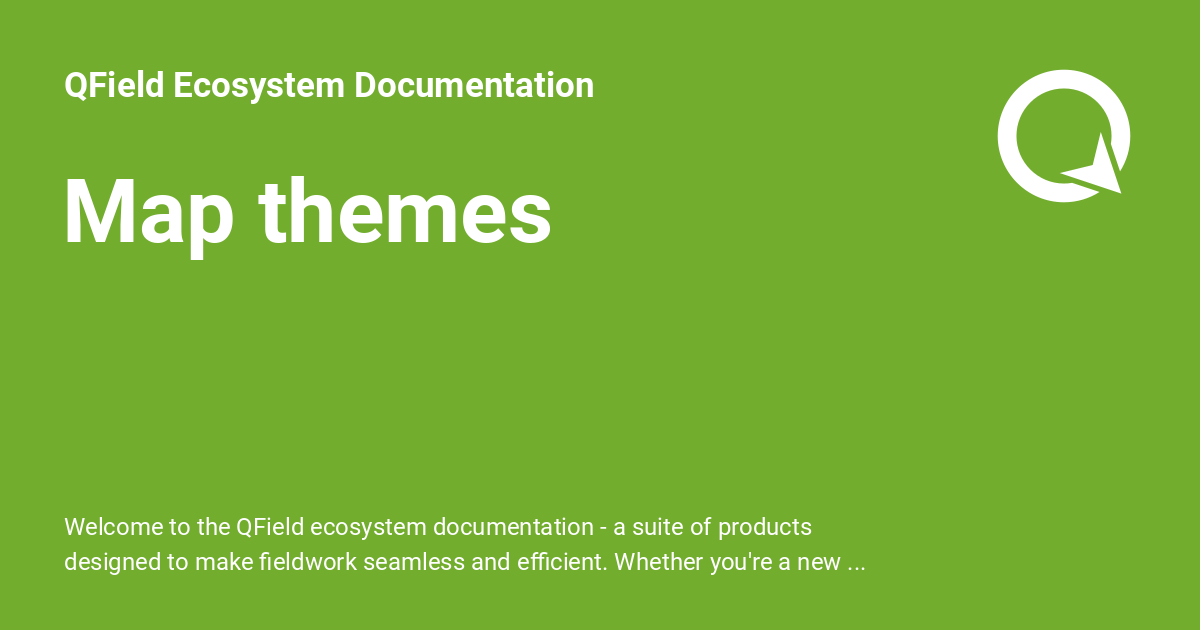 QField Ecosystem Documentation
Map themes
Welcome to the QField ecosystem documentation - a suite of products
designed to make fieldwork seamless and efficient. Whether you're a new ...